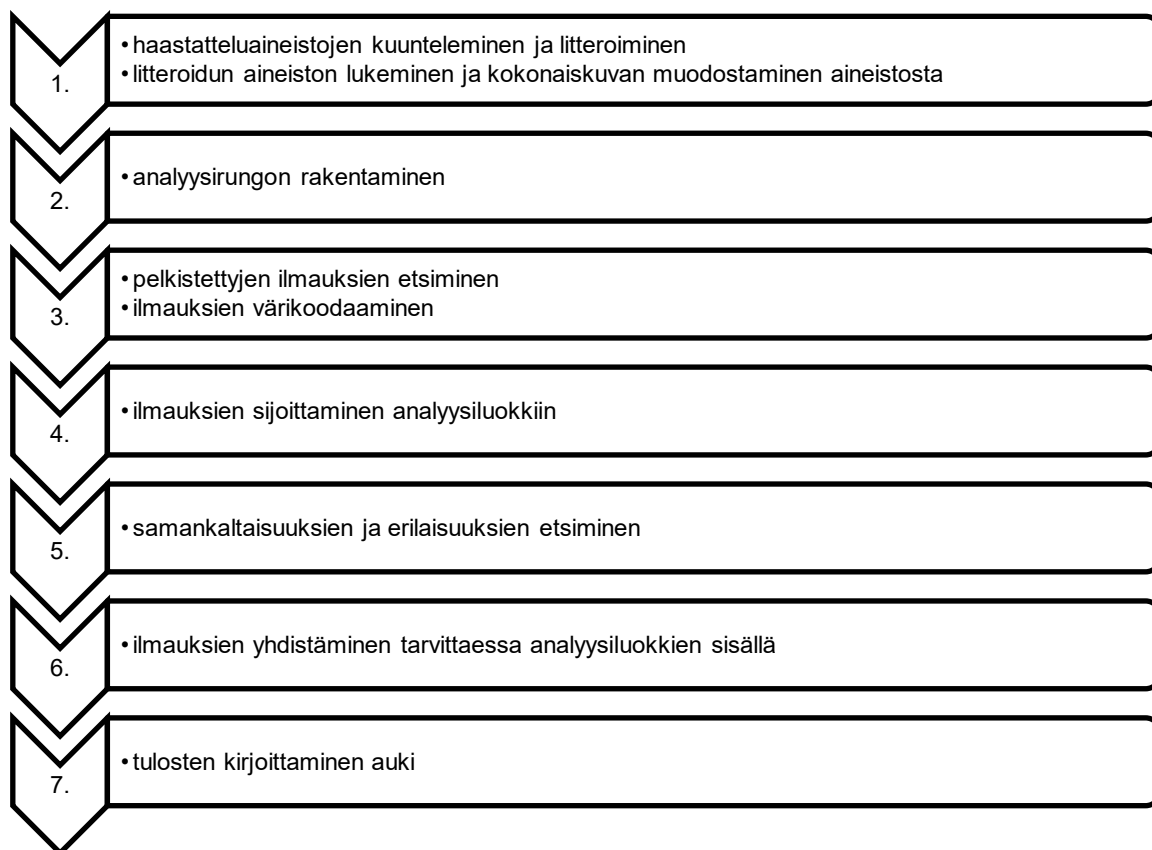 1.
•haastatteluaineistojen kuunteleminen ja litteroiminen
•litteroidun aineiston lukeminen ja kokonaiskuvan muodostaminen aineistosta
2.
•analyysirungon rakentaminen
3.
•pelkistettyjen ilmauksien etsiminen
•ilmauksien värikoodaaminen
4.
•ilmauksien sijoittaminen analyysiluokkiin
5.
•samankaltaisuuksien ja erilaisuuksien etsiminen
6.
•ilmauksien yhdistäminen tarvittaessa analyysiluokkien sisällä
7.
•tulosten kirjoittaminen auki